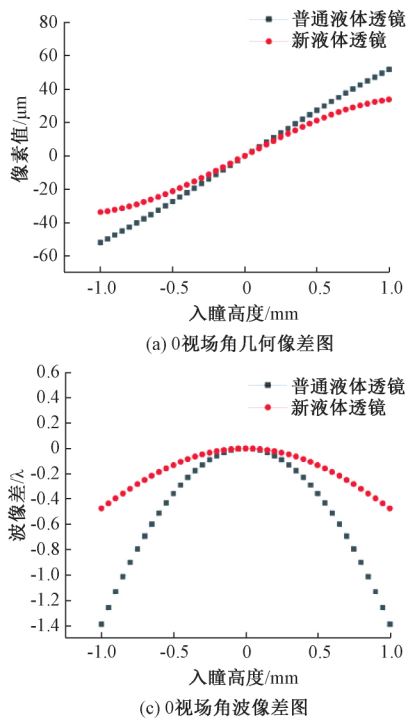 80
普通液体透镜
新液体透镜
60
40
20
0
-20
-40
-60
像素值/μm
-1.0 -0.5 0 0.5 1.0
入瞳高度/mm
(a) 0视场角几何像差图
0.6
普通液体透镜
新液体透镜
0.4
0.2
0
-0.2
-0.4
-0.6
-0.8
-1.0
-1.2
-1.4
波像差/λ
-1.0 -0.5 0 0.5 1.0
入瞳高度/mm
(c) 0视场角波像差图